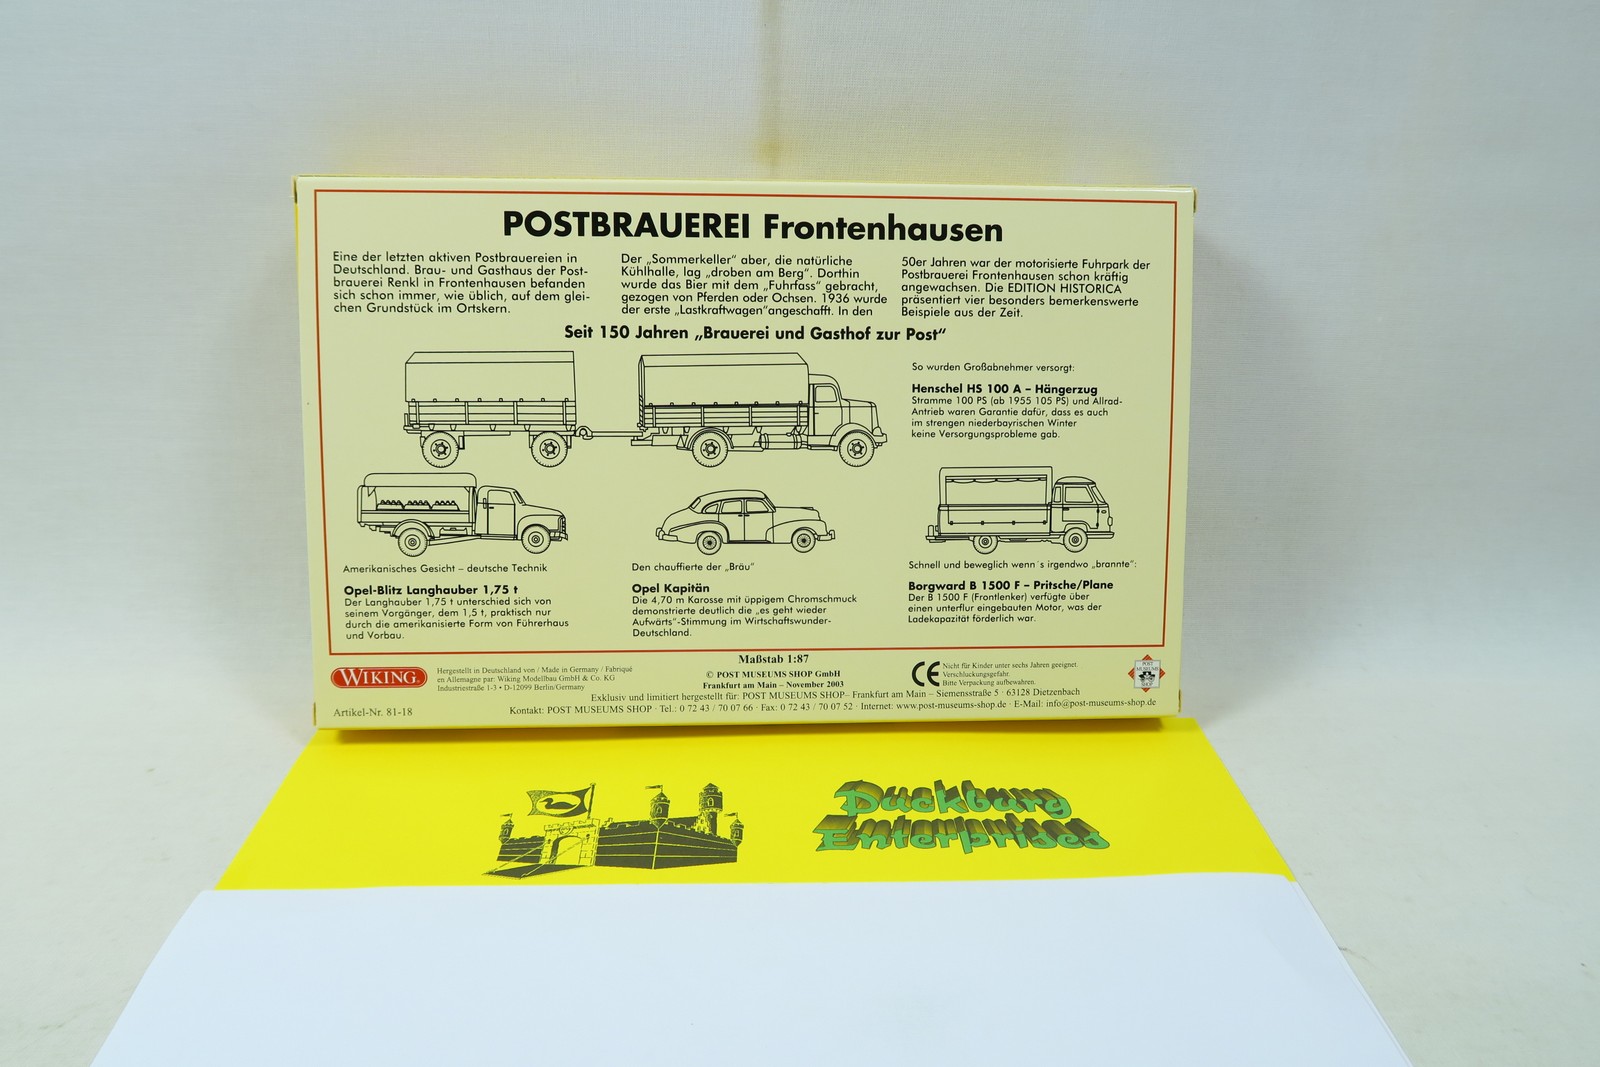 POSTBRAUEREI Frontenhausen
Eine der letzten aktiven Postbrauereien in
Deutschland. Brau- und Gasthaus der Post-
brauerei Renkl in Frontenhausen befanden
sich schon immer, wie üblich, auf dem glei-
chen Grundstück im Ortskern.
Der „Sommerkeller“ aber, die natürliche
Kühlhalle, lag „droben am Berg“. Dorthin
wurde das Bier mit dem „Fuhrfass“ gebracht,
gezogen von Pferden oder Ochsen. 1936 wurde
der erste „Lastkraftwagen“angeschafft. In den
50er Jahren war der motorisierte Fuhrpark der
Postbrauerei Frontenhausen schon kräftig
angewachsen. Die EDITION HISTORICA
präsentiert vier besonders bemerkenswerte
Beispiele aus der Zeit.
Seit 150 Jahren „Brauerei und Gasthof zur Post“
So wurden Großabnehmer versorgt:
Henschel HS 100 A – Hängerzug
Stramme 100 PS (ab 1955 105 PS) und Allrad-
Antrieb waren Garantie dafür, dass es auch
im strengen niederbayrischen Winter
keine Versorgungsprobleme gab.
Amerikanisches Gesicht – deutsche Technik
Opel-Blitz Langhauber 1,75 t
Der Langhauber 1,75 t unterschied sich von
seinem Vorgänger, dem 1,5 t, praktisch nur
durch die amerikanisierte Form von Führerhaus
und Vorbau.
Den chauffierte der „Bräu“
Opel Kapitän
Die 4,70 m Karosse mit üppigem Chromschmuck
demonstrierte deutlich die „es geht wieder
Aufwärts“-Stimmung im Wirtschaftswunder-
Deutschland.
Schnell und beweglich wenn´s irgendwo „brannte“:
Borgward B 1500 F – Pritsche/Plane
Der B 1500 F (Frontlenker) verfügte über
einen unterflur eingebauten Motor, was der
Ladekapazität förderlich war.
WIKING
Hergestellt in Deutschland von / Made in Germany / Fabriqué
en Allemagne par: Wiking Modellbau GmbH & Co. KG
Industriestraße 1-3 • D-12099 Berlin/Germany
Maßstab 1:87
© POST MUSEUMS SHOP GmbH
Frankfurt am Main – November 2003
CE
Nicht für Kinder unter sechs Jahren geeignet.
Verschluckungsgefahr.
Bitte Verpackung aufbewahren.
POST
MUSEUMS
SHOP
Exklusiv und limitiert hergestellt für: POST MUSEUMS SHOP– Frankfurt am Main – Siemensstraße 5 · 63128 Dietzenbach
Artikel-Nr. 81-18
Kontakt: POST MUSEUMS SHOP · Tel.: 0 72 43 / 70 07 66 · Fax: 0 72 43 / 70 07 52 · Internet: www.post-museums-shop.de · E-Mail: info@post-museums-shop.de
Duckburg
Enterprises